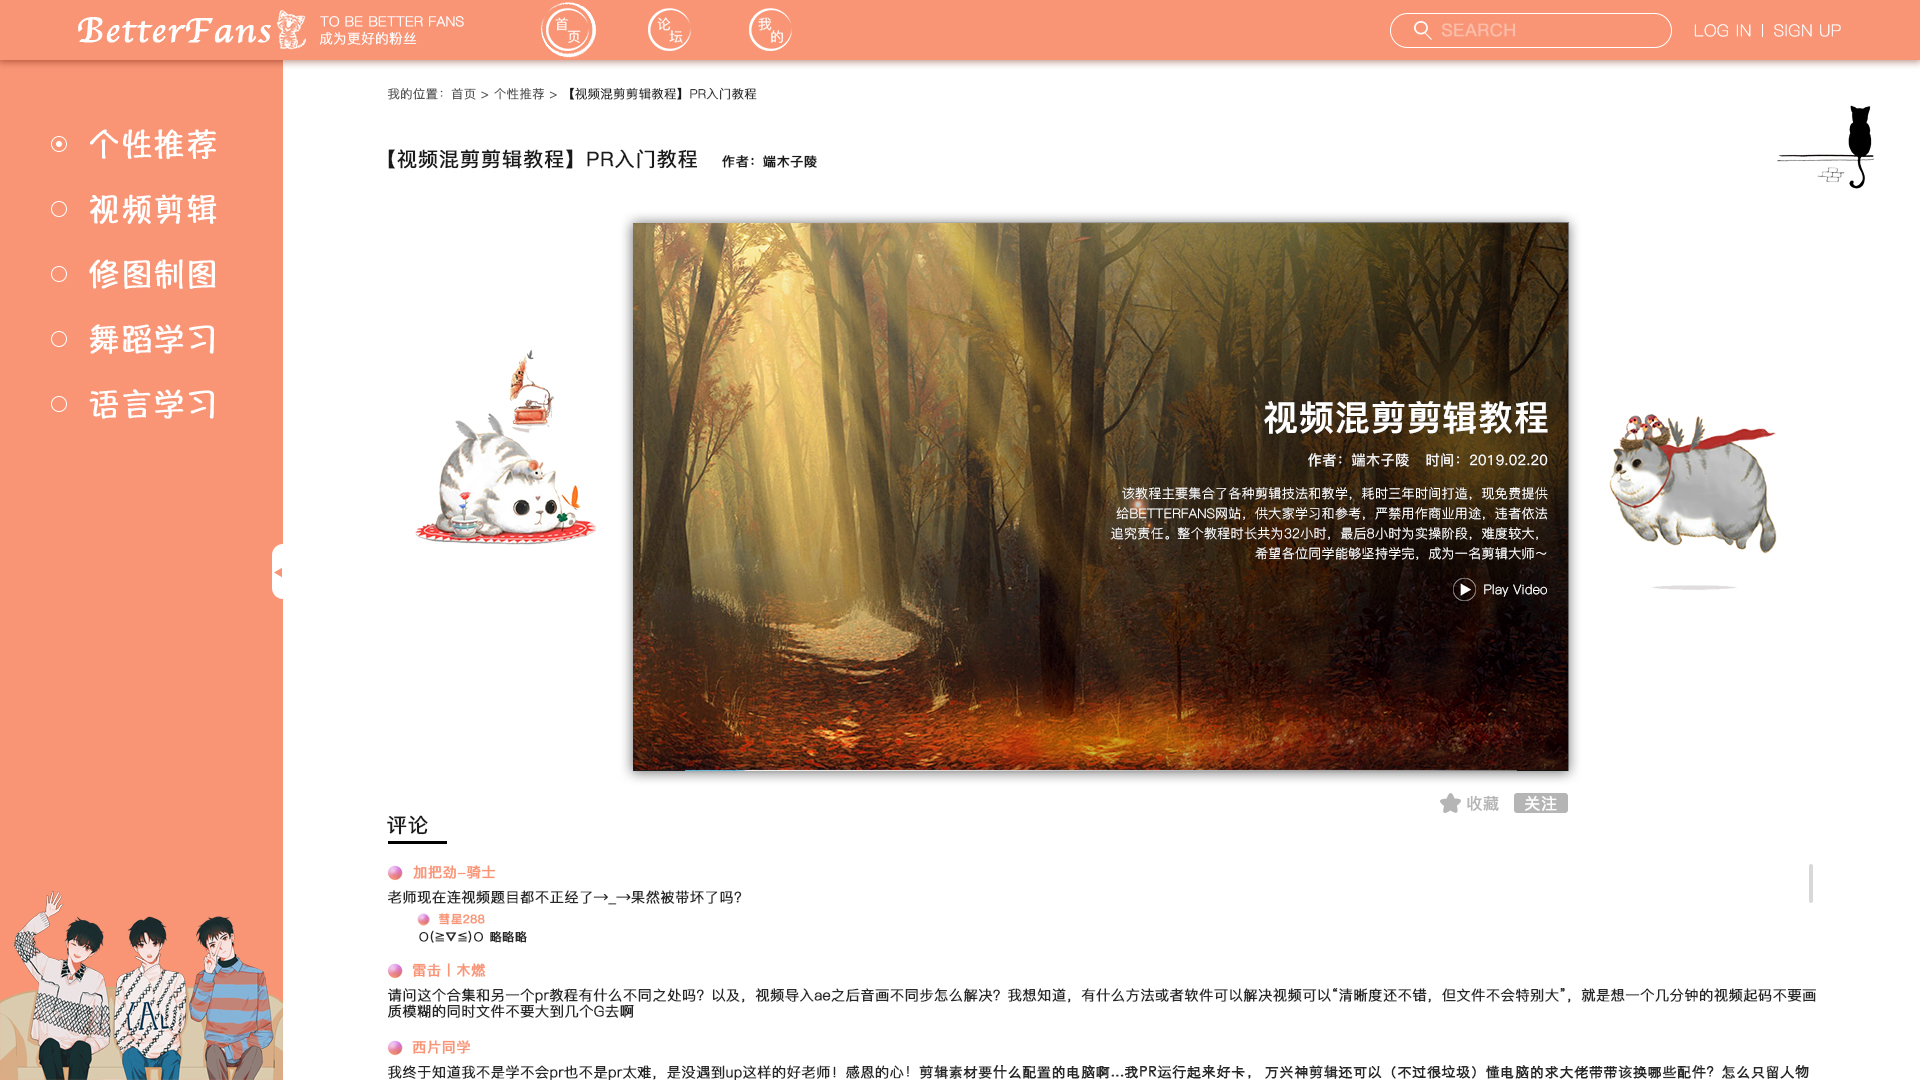 BetterFans
TO BE BETTER FANS
成为更好的粉丝
首页
论坛
我的
SEARCH
LOG IN | SIGN UP
个性推荐
视频剪辑
修图制图
舞蹈学习
语言学习
我的位置：首页 > 个性推荐 > 【视频混剪剪辑教程】PR入门教程
【视频混剪剪辑教程】PR入门教程 作者：端木子陵
视频混剪剪辑教程
作者：端木子陵 时间：2019.02.20
该教程主要集合了各种剪辑技法和教学，耗时三年时间打造，现免费提供
给BETTERFANS网站，供大家学习和参考，严禁用作商业用途，违者依法
追究责任。整个教程时长共为32小时，最后8小时为实操阶段，难度较大，
希望各位同学能够坚持学完，成为一名剪辑大师～
Play Video
收藏 关注
评论
加把劲-骑士
老师现在连视频题目都不正经了→_→果然被带坏了吗？
彗星288
O(≧∇≦)O 略略略
雷击丨木燃
请问这个合集和另一个pr教程有什么不同之处吗？以及，视频导入ae之后音画不同步怎么解决？我想知道，有什么方法或者软件可以解决视频可以“清晰度还不错，但文件不会特别大”，就是想一个几分钟的视频起码不要画
质模糊的同时文件不要大到几个G去啊
西片同学
我终于知道我不是学不会pr也不是pr太难，是没遇到up这样的好老师！感恩的心！剪辑素材要什么配置的电脑啊...我PR运行起来好卡， 万兴神剪辑还可以（不过很垃圾）懂电脑的求大佬带带该换哪些配件？怎么只留人物
CAL